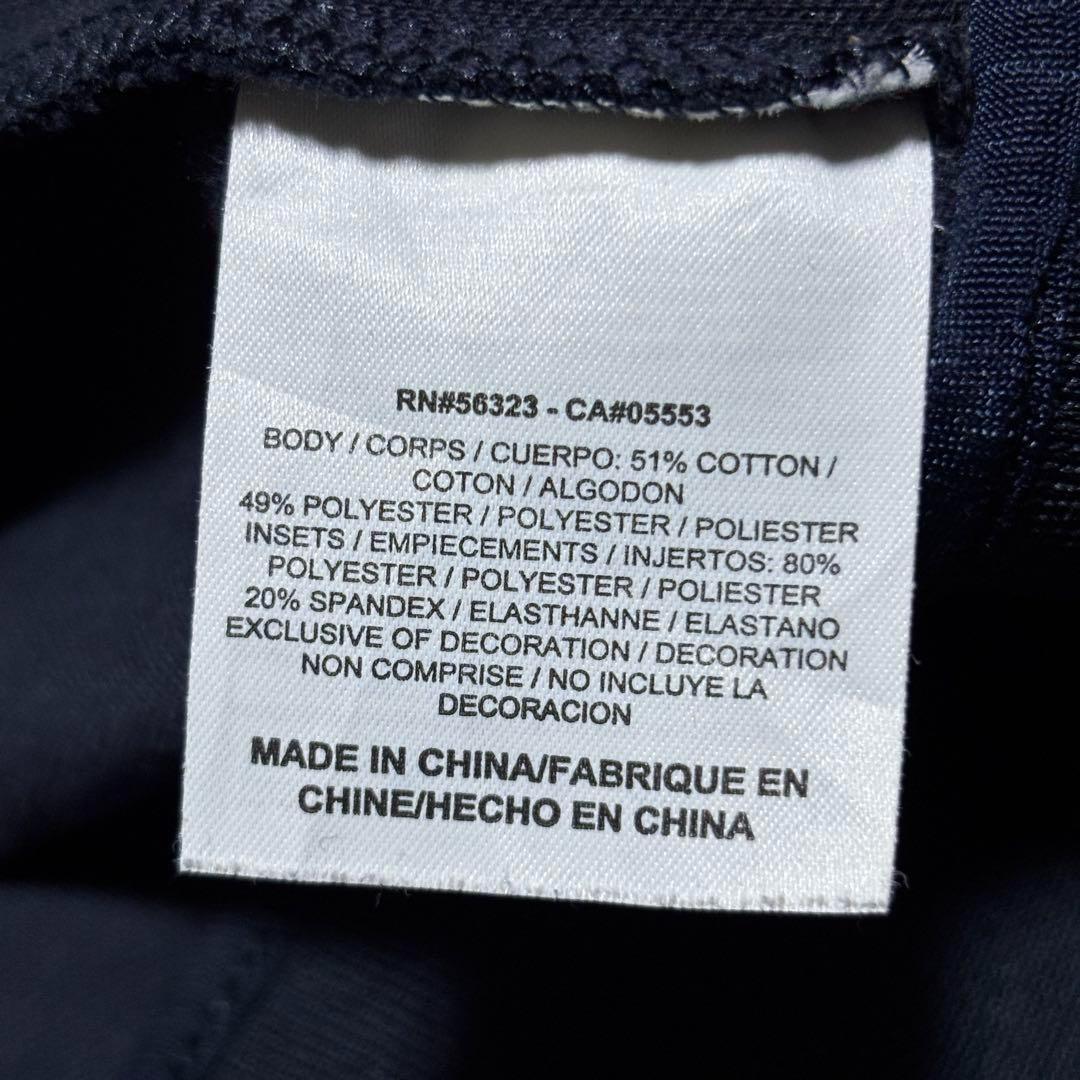 RN#56323 - CA#05553
BODY / CORPS / CUERPO: 51% COTTON /
COTON / ALGODON
49% POLYESTER / POLYESTER / POLIESTER
INSETS / EMPIECEMENTS / INJERTOS: 80%
POLYESTER / POLYESTER / POLIESTER
20% SPANDEX / ELASTHANNE / ELASTANO
EXCLUSIVE OF DECORATION / DECORATION
NON COMPRISE / NO INCLUYE LA
DECORACION
MADE IN CHINA/FABRIQUE EN
CHINE/HECHO EN CHINA